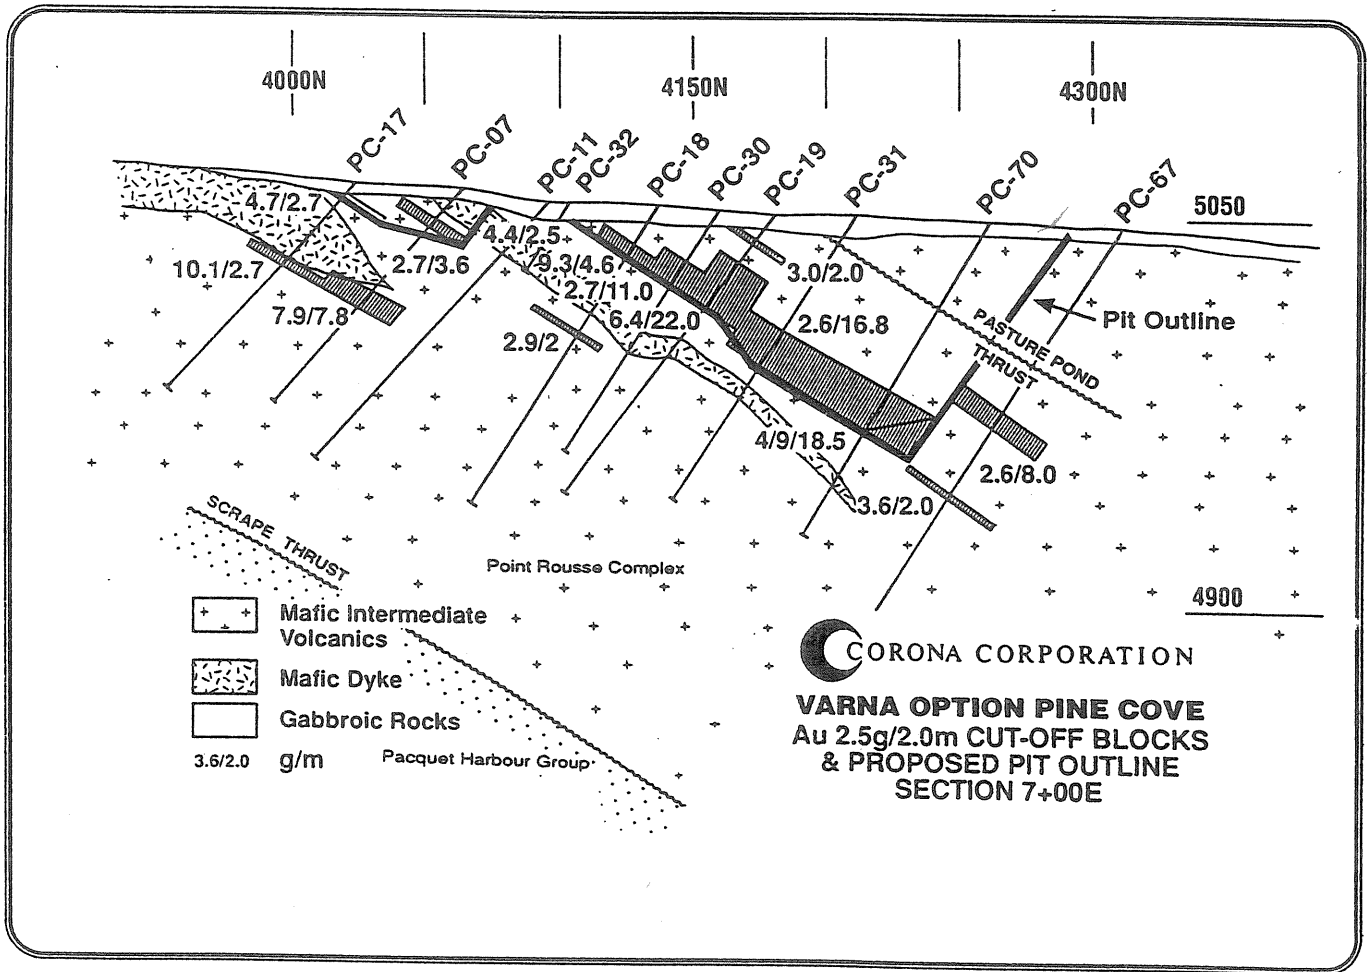 4000N
4150N
4300N
PC-17
PC-07
PC-11
PC-32
PC-18
PC-30
PC-19
PC-31
PC-70
PC-67
5050
4.7/2.7
4.4/2.5
10.1/2.7
2.7/3.6
9.3/4.6
3.0/2.0
7.9/7.8
2.7/11.0
6.4/22.0
2.6/16.8
Pit Outline
2.9/2
PASTURE POND
THRUST
4/9/18.5
2.6/8.0
3.6/2.0
SCRAPE THRUST
Point Rousse Complex
4900
Mafic Intermediate
Volcanics
Mafic Dyke
Gabbroic Rocks
3.6/2.0 g/m
Pacquet Harbour Group
CORONA CORPORATION
VARNA OPTION PINE COVE
Au 2.5g/2.0m CUT-OFF BLOCKS
& PROPOSED PIT OUTLINE
SECTION 7+00E